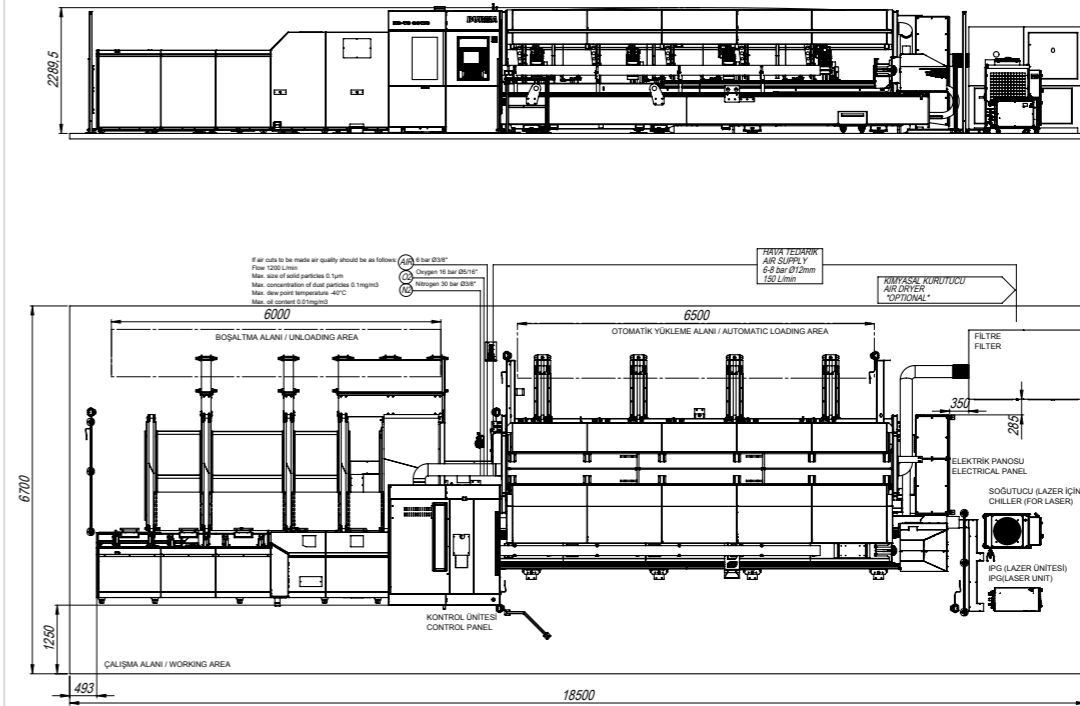 2289,5
DURMA
If air cuts to be made air quality should be as follows:
Flow 1200 L/min
Max. size of solid particles 0.1µm
Max. concentration of dust particles 0.1mg/m3
Max. dew point temperature -40°C
Max. oil content 0.01mg/m3
AIR 6 bar Ø3/8"
O2 Oxygen 16 bar Ø5/16"
N2 Nitrogen 30 bar Ø3/8"
HAVA TEDARİK
AIR SUPPLY
6-8 bar Ø12mm
150 L/min
KİMYASAL KURUTUCU
AIR DRYER
"OPTIONAL"
6000
BOŞALTMA ALANI / UNLOADING AREA
6500
OTOMATİK YÜKLEME ALANI / AUTOMATIC LOADING AREA
FİLTRE
FILTER
350
285
ELEKTRİK PANOSU
ELECTRICAL PANEL
SOĞUTUCU (LAZER İÇİN
CHILLER (FOR LASER)
IPG (LAZER ÜNİTESİ)
IPG(LASER UNIT)
6700
KONTROL ÜNİTESİ
CONTROL PANEL
1250
ÇALIŞMA ALANI / WORKING AREA
493
18500